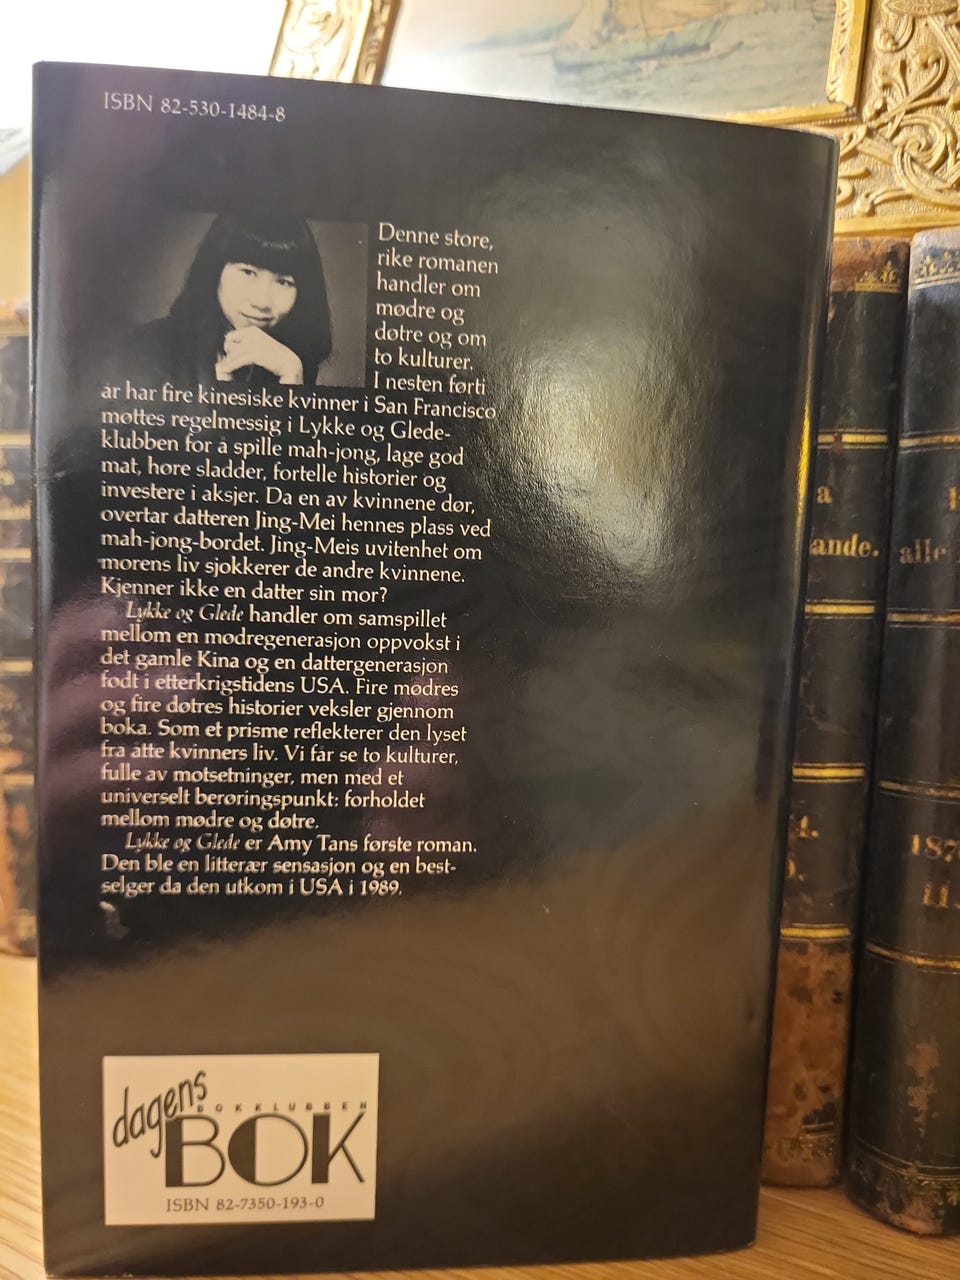 ISBN 82-530-1484-8
Denne store,
rike romanen
handler om
mødre og
døtre og om
to kulturer.
I nesten førti
år har fire kinesiske kvinner i San Francisco
møttes regelmessig i Lykke og Glede-
klubben for å spille mah-jong, lage god
mat, høre sladder, fortelle historier og
investere i aksjer. Da en av kvinnene dør,
overtar datteren Jing-Mei hennes plass ved
mah-jong-bordet. Jing-Meis uvitenhet om
morens liv sjokkerer de andre kvinnene.
Kjenner ikke en datter sin mor?
Lykke og Glede handler om samspillet
mellom en mødregenerasjon oppvokst i
det gamle Kina og en dattergenerasjon
født i etterkrigstidens USA. Fire mødres
og fire døtres historier veksler gjennom
boka. Som et prisme reflekterer den lyset
fra åtte kvinners liv. Vi får se to kulturer,
fulle av motsetninger, men med et
universelt berøringspunkt: forholdet
mellom mødre og døtre.
Lykke og Glede er Amy Tans første roman.
Den ble en litterær sensasjon og en best-
selger da den utkom i USA i 1989.
dagens
BOKKLUBBEN
BOK
ISBN 82-7350-193-0
a
ande.
alle
187
11